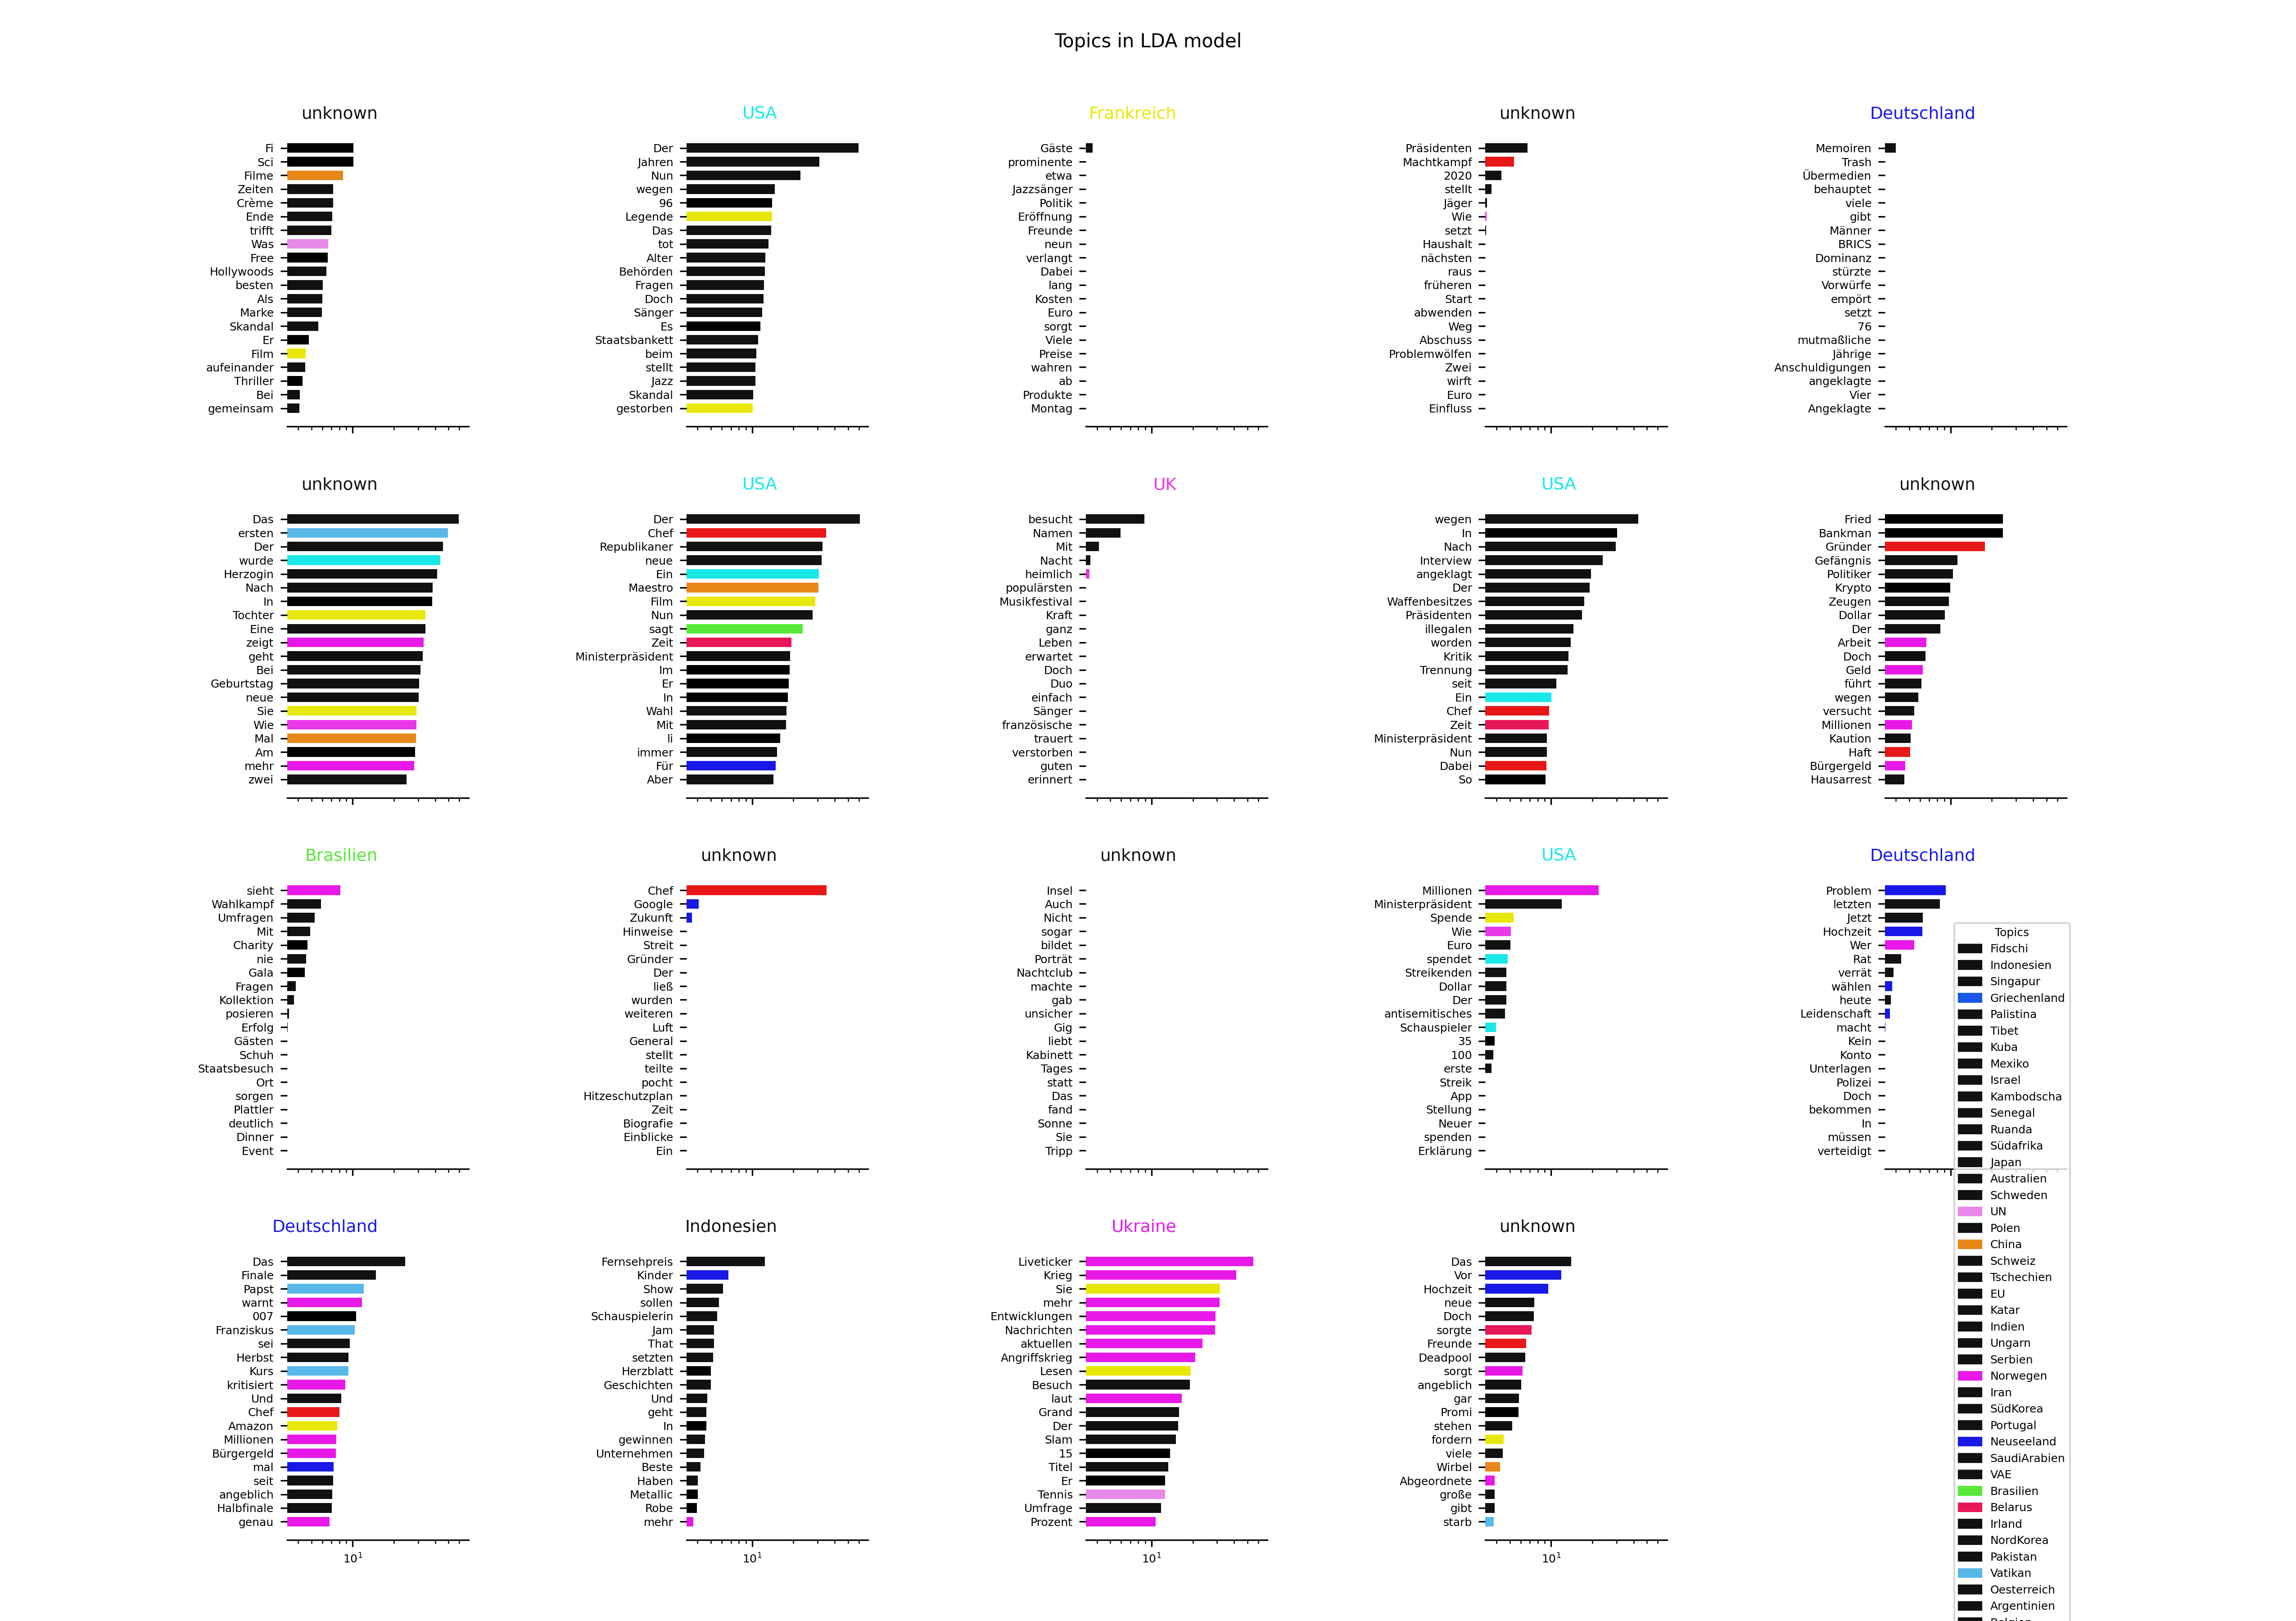 Topics in LDA model
unknown
Fi
Sci
Filme
Zeiten
Crème
Ende
trifft
Was
Free
Hollywoods
besten
Als
Marke
Skandal
Er
Film
aufeinander
Thriller
Bei
gemeinsam
USA
Der
Jahren
Nun
wegen
96
Legende
Das
tot
Alter
Behörden
Fragen
Doch
Sänger
Es
Staatsbankett
beim
stellt
Jazz
Skandal
gestorben
Frankreich
Gäste
prominente
etwa
Jazzsänger
Politik
Eröffnung
Freunde
neun
verlangt
Dabei
lang
Kosten
Euro
sorgt
Viele
Preise
wahren
ab
Produkte
Montag
unknown
Präsidenten
Machtkampf
2020
stellt
Jäger
Wie
setzt
Haushalt
nächsten
raus
früheren
Start
abwenden
Weg
Abschuss
Problemwölfen
Zwei
wirft
Euro
Einfluss
Deutschland
Memoiren
Trash
Übermedien
behauptet
viele
gibt
Männer
BRICS
Dominanz
stürzte
Vorwürfe
empört
setzt
76
mutmaßliche
Jährige
Anschuldigungen
angeklagte
Vier
Angeklagte
unknown
Das
ersten
Der
wurde
Herzogin
Nach
In
Tochter
Eine
zeigt
geht
Bei
Geburtstag
neue
Sie
Wie
Mal
Am
mehr
zwei
USA
Der
Chef
Republikaner
neue
Ein
Maestro
Film
Nun
sagt
Zeit
Ministerpräsident
Im
Er
In
Wahl
Mit
li
immer
Für
Aber
UK
besucht
Namen
Mit
Nacht
heimlich
populärsten
Musikfestival
Kraft
ganz
Leben
erwartet
Doch
Duo
einfach
Sänger
französische
trauert
verstorben
guten
erinnert
USA
wegen
In
Nach
Interview
angeklagt
Der
Waffenbesitzes
Präsidenten
illegalen
worden
Kritik
Trennung
seit
Ein
Chef
Zeit
Ministerpräsident
Nun
Dabei
So
unknown
Fried
Bankman
Gründer
Gefängnis
Politiker
Krypto
Zeugen
Dollar
Der
Arbeit
Doch
Geld
führt
wegen
versucht
Millionen
Kaution
Haft
Bürgergeld
Hausarrest
Brasilien
sieht
Wahlkampf
Umfragen
Mit
Charity
nie
Gala
Fragen
Kollektion
posieren
Erfolg
Gästen
Schuh
Staatsbesuch
Ort
sorgen
Plattler
deutlich
Dinner
Event
unknown
Chef
Google
Zukunft
Hinweise
Streit
Gründer
Der
ließ
wurden
weiteren
Luft
General
stellt
teilte
pocht
Hitzeschutzplan
Zeit
Biografie
Einblicke
Ein
unknown
Insel
Auch
Nicht
sogar
bildet
Porträt
Nachtclub
machte
gab
unsicher
Gig
liebt
Kabinett
Tages
statt
Das
fand
Sonne
Sie
Tripp
USA
Millionen
Ministerpräsident
Spende
Wie
Euro
spendet
Streikenden
Dollar
Der
antisemitisches
Schauspieler
35
100
erste
Streik
App
Stellung
Neuer
spenden
Erklärung
Deutschland
Problem
letzten
Jetzt
Hochzeit
Wer
Rat
verrät
wählen
heute
Leidenschaft
macht
Kein
Konto
Unterlagen
Polizei
Doch
bekommen
In
müssen
verteidigt
Deutschland
Das
Finale
Papst
warnt
007
Franziskus
sei
Herbst
Kurs
kritisiert
Und
Chef
Amazon
Millionen
Bürgergeld
mal
seit
angeblich
Halbfinale
genau
10¹
Indonesien
Fernsehpreis
Kinder
Show
sollen
Schauspielerin
Jam
That
setzten
Herzblatt
Geschichten
Und
geht
In
gewinnen
Unternehmen
Beste
Haben
Metallic
Robe
mehr
10¹
Ukraine
Liveticker
Krieg
Sie
mehr
Entwicklungen
Nachrichten
aktuellen
Angriffskrieg
Lesen
Besuch
laut
Grand
Der
Slam
15
Titel
Er
Tennis
Umfrage
Prozent
10¹
unknown
Das
Vor
Hochzeit
neue
Doch
sorgte
Freunde
Deadpool
sorgt
angeblich
gar
Promi
stehen
fordern
viele
Wirbel
Abgeordnete
große
gibt
starb
10¹
Topics
Fidschi
Indonesien
Singapur
Griechenland
Palistina
Tibet
Kuba
Mexiko
Israel
Kambodscha
Senegal
Ruanda
Südafrika
Japan
Australien
Schweden
UN
Polen
China
Schweiz
Tschechien
EU
Katar
Indien
Ungarn
Serbien
Norwegen
Iran
SüdKorea
Portugal
Neuseeland
SaudiArabien
VAE
Brasilien
Belarus
Irland
NordKorea
Pakistan
Vatikan
Oesterreich
Argentinien